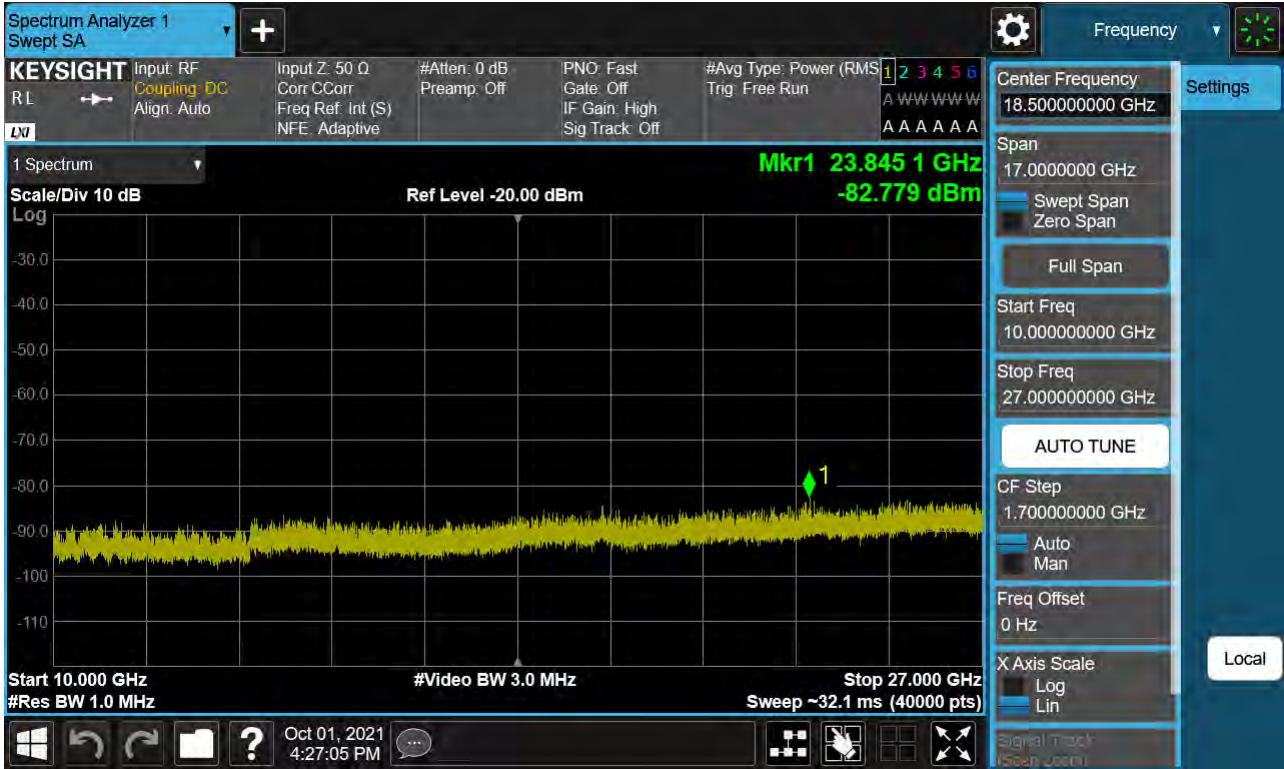 Spectrum Analyzer 1
Swept SA
Frequency
KEYSIGHT
R L
LXI
Input: RF
Coupling: DC
Align: Auto
Input Z: 50 Ω
Corr CCorr
Freq Ref: Int (S)
NFE: Adaptive
#Atten: 0 dB
Preamp: Off
PNO: Fast
Gate: Off
IF Gain: High
Sig Track: Off
#Avg Type: Power (RMS
Trig: Free Run
1 2 3 4 5 6
A W W W W W
A A A A A A
1 Spectrum
Scale/Div 10 dB
Log
Ref Level -20.00 dBm
Mkr1 23.845 1 GHz
-82.779 dBm
-30.0
-40.0
-50.0
-60.0
-70.0
-80.0
-90.0
-100
-110
1
Start 10.000 GHz
#Res BW 1.0 MHz
#Video BW 3.0 MHz
Stop 27.000 GHz
Sweep ~32.1 ms (40000 pts)
Center Frequency
18.500000000 GHz
Span
17.0000000 GHz
Swept Span
Zero Span
Full Span
Start Freq
10.000000000 GHz
Stop Freq
27.000000000 GHz
AUTO TUNE
CF Step
1.700000000 GHz
Auto
Man
Freq Offset
0 Hz
X Axis Scale
Log
Lin
Signal Track
(Span Zoom)
Settings
Local
?
Oct 01, 2021
4:27:05 PM